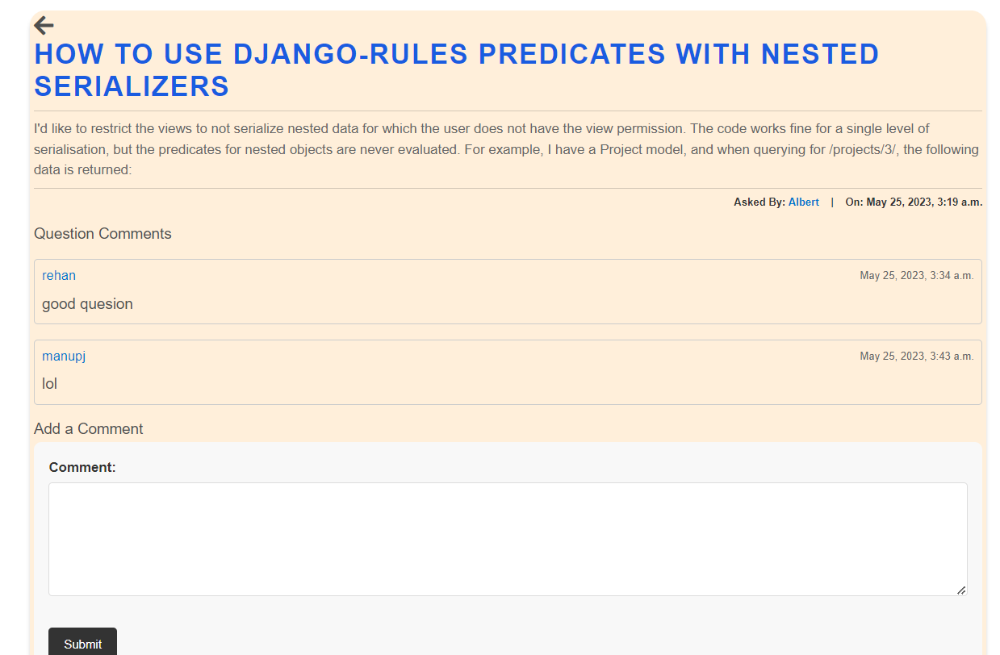 HOW TO USE DJANGO-RULES PREDICATES WITH NESTED
SERIALIZERS
I'd like to restrict the views to not serialize nested data for which the user does not have the view permission. The code works fine for a single level of
serialisation, but the predicates for nested objects are never evaluated. For example, I have a Project model, and when querying for /projects/3/, the following
data is returned:
Asked By: Albert | On: May 25, 2023, 3:19 a.m.
Question Comments
rehan May 25, 2023, 3:34 a.m.
good quesion
manupj May 25, 2023, 3:43 a.m.
lol
Add a Comment
Comment:
Submit